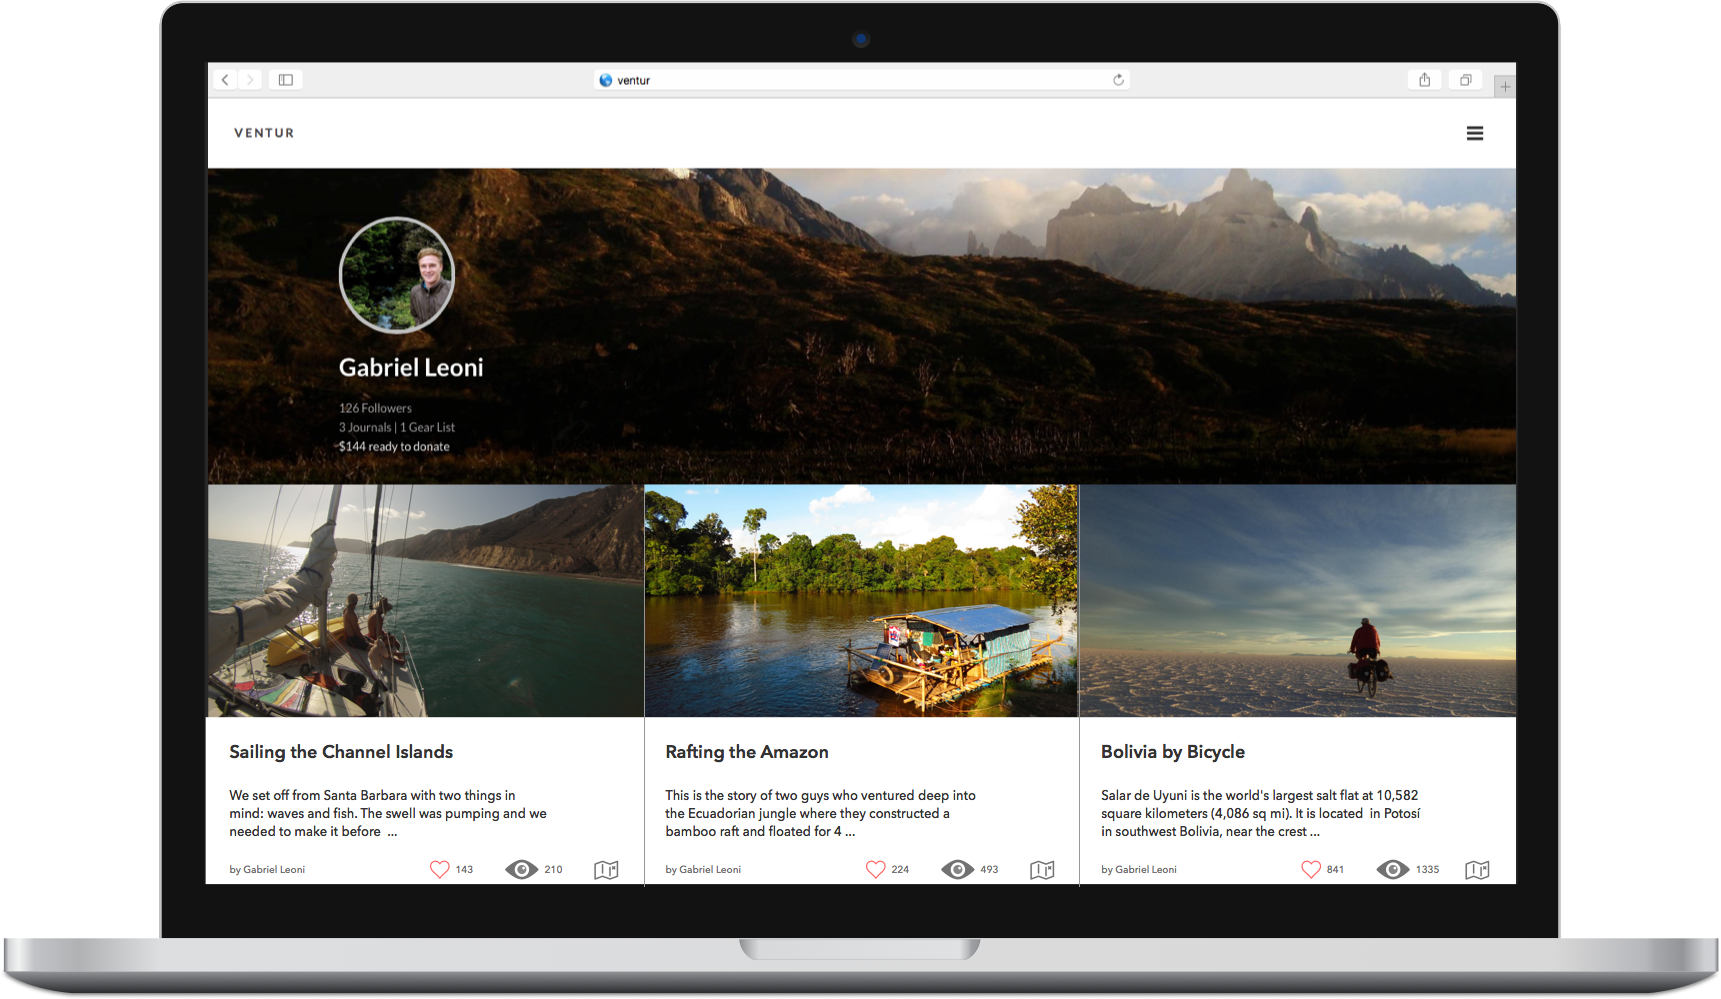 ventur
VENTUR
Gabriel Leoni
126 Followers
3 Journals | 1 Gear List
$144 ready to donate
Sailing the Channel Islands
We set off from Santa Barbara with two things in
mind: waves and fish. The swell was pumping and we
needed to make it before ...
by Gabriel Leoni
143
210
Rafting the Amazon
This is the story of two guys who ventured deep into
the Ecuadorian jungle where they constructed a
bamboo raft and floated for 4 ...
by Gabriel Leoni
224
493
Bolivia by Bicycle
Salar de Uyuni is the world's largest salt flat at 10,582
square kilometers (4,086 sq mi). It is located in Potosí
in southwest Bolivia, near the crest ...
by Gabriel Leoni
841
1335